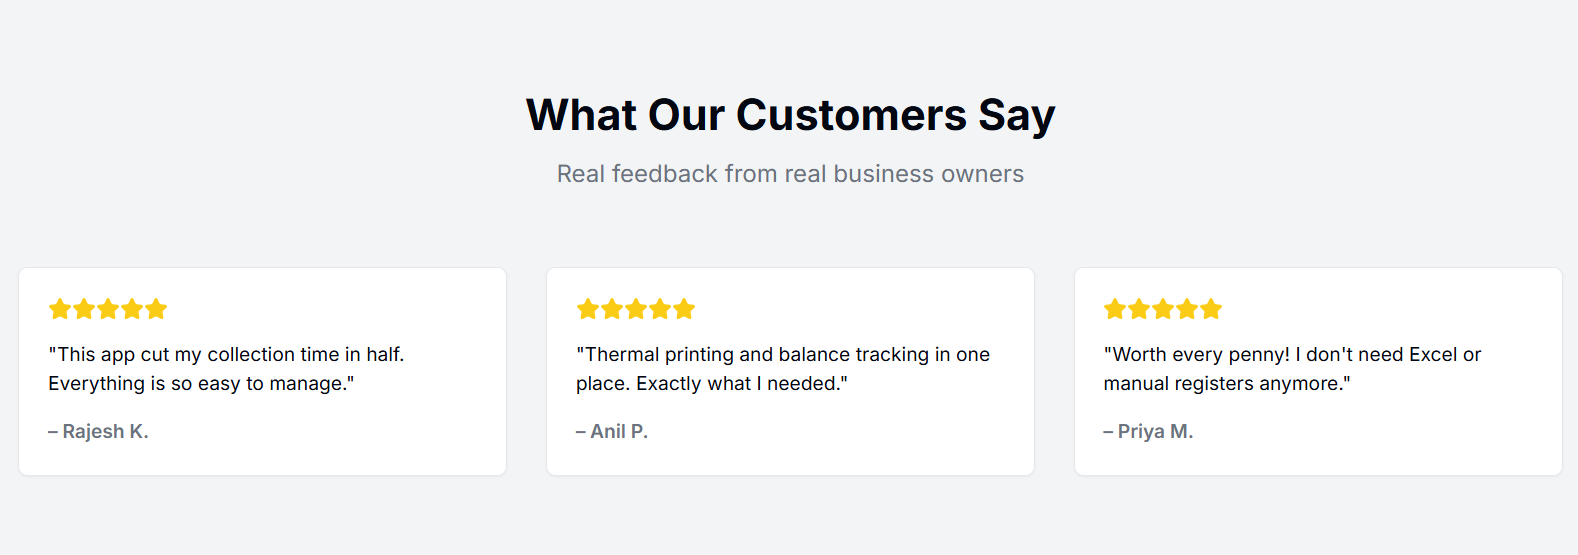 What Our Customers Say
Real feedback from real business owners
"This app cut my collection time in half.
Everything is so easy to manage."
– Rajesh K.
"Thermal printing and balance tracking in one
place. Exactly what I needed."
– Anil P.
"Worth every penny! I don't need Excel or
manual registers anymore."
– Priya M.